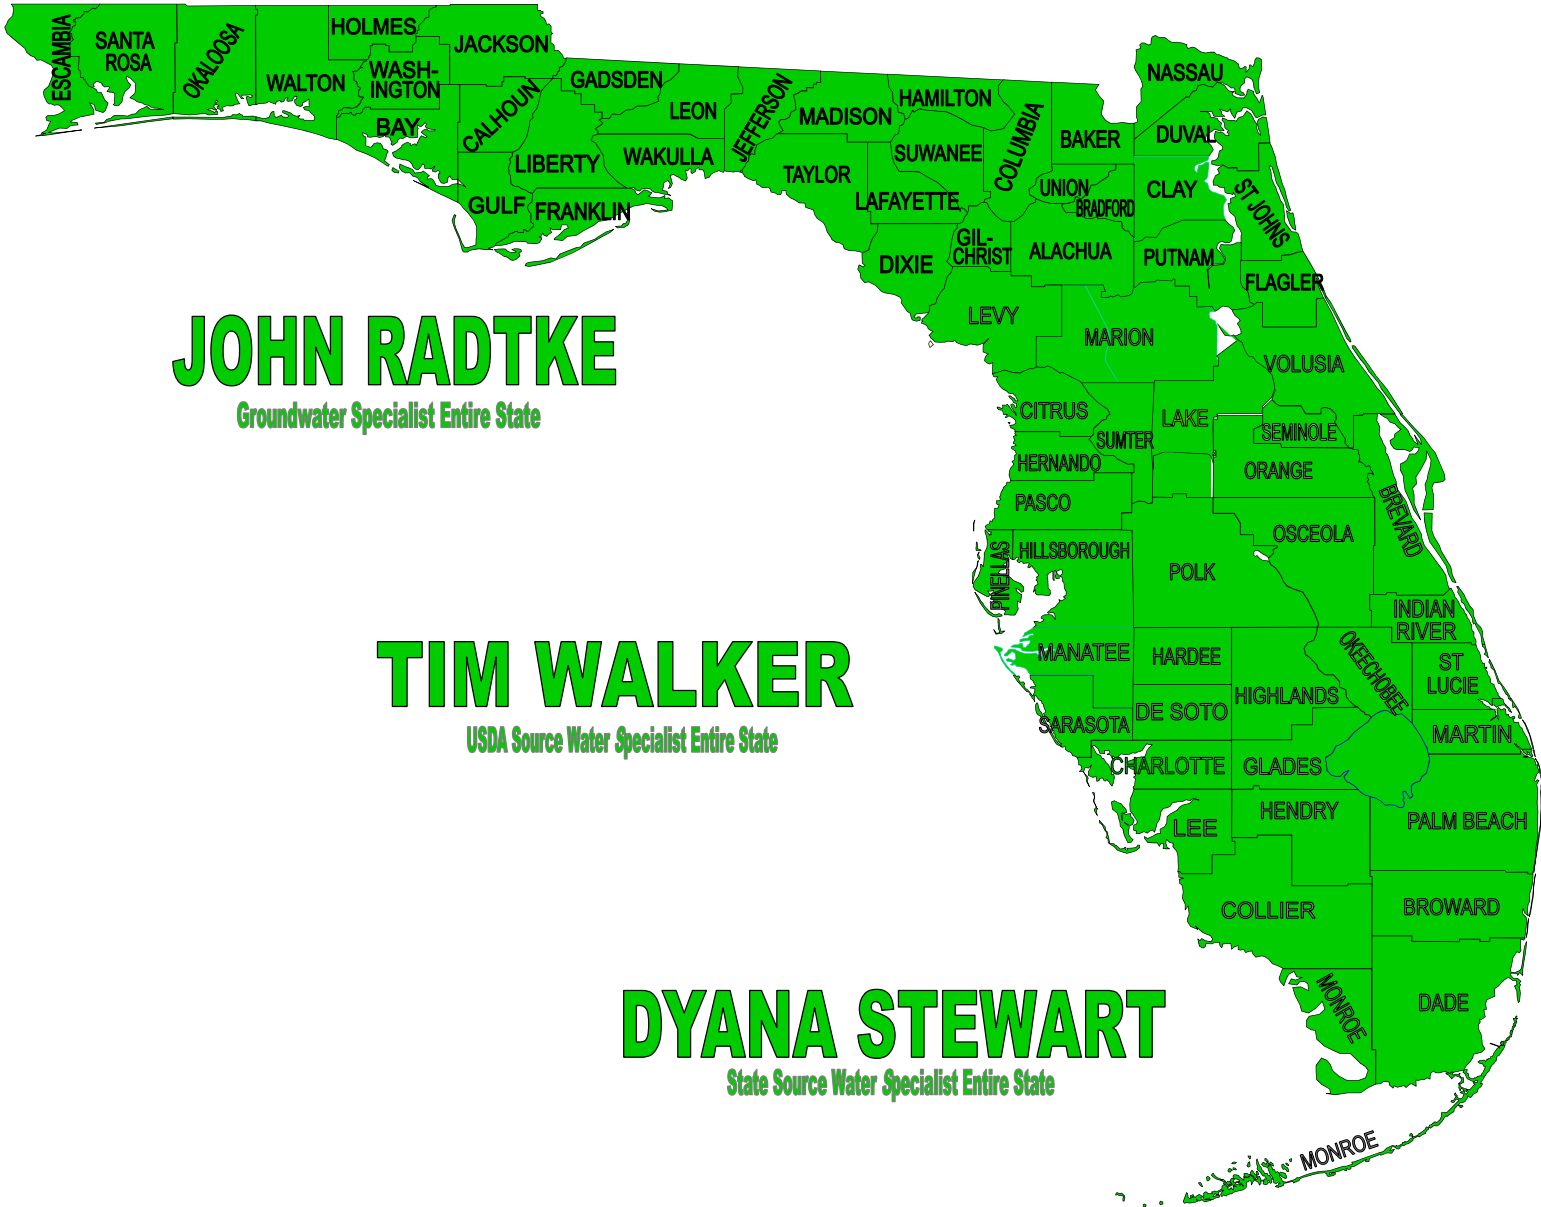 ESCAMBIA
SANTA
ROSA
OKALOOSA
WALTON
HOLMES
WASH-
INGTON
JACKSON
BAY
CALHOUN
GULF
LIBERTY
FRANKLIN
GADSDEN
LEON
WAKULLA
JEFFERSON
MADISON
TAYLOR
HAMILTON
SUWANEE
LAFAYETTE
DIXIE
COLUMBIA
GIL-
CHRIST
BAKER
UNION
BRADFORD
ALACHUA
NASSAU
DUVAL
CLAY
ST JOHNS
PUTNAM
FLAGLER
LEVY
MARION
VOLUSIA
JOHN RADTKE
Groundwater Specialist Entire State
CITRUS
SUMTER
LAKE
SEMINOLE
HERNANDO
ORANGE
PASCO
BREVARD
OSCEOLA
PINELLAS
HILLSBOROUGH
POLK
INDIAN
RIVER
TIM WALKER
USDA Source Water Specialist Entire State
MANATEE
HARDEE
OKEECHOBEE
ST
LUCIE
HIGHLANDS
SARASOTA
DE SOTO
MARTIN
CHARLOTTE
GLADES
LEE
HENDRY
PALM BEACH
COLLIER
BROWARD
DYANA STEWART
State Source Water Specialist Entire State
MONROE
DADE
MONROE